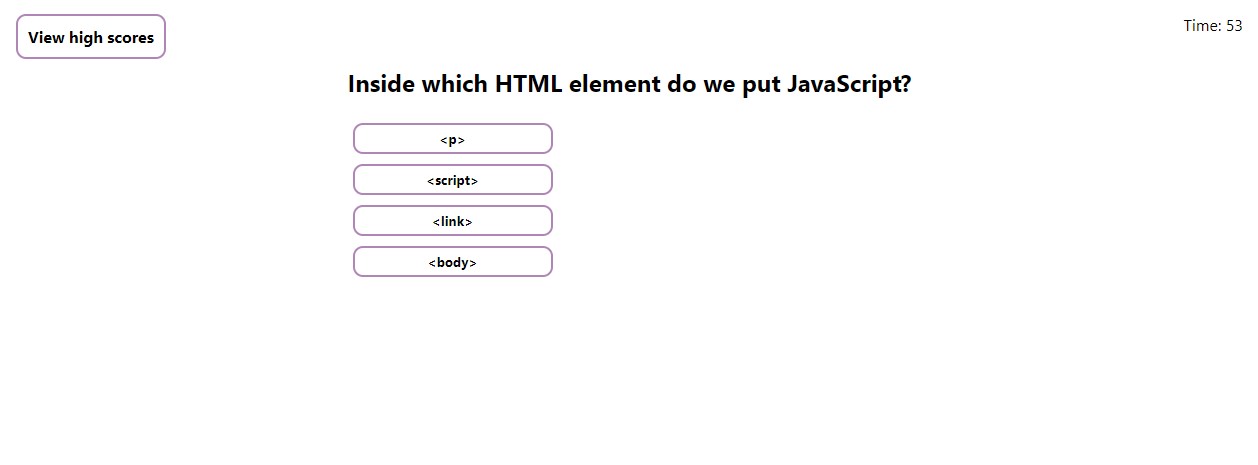 View high scores
Time: 53
Inside which HTML element do we put JavaScript?
<p>
<script>
<link>
<body>